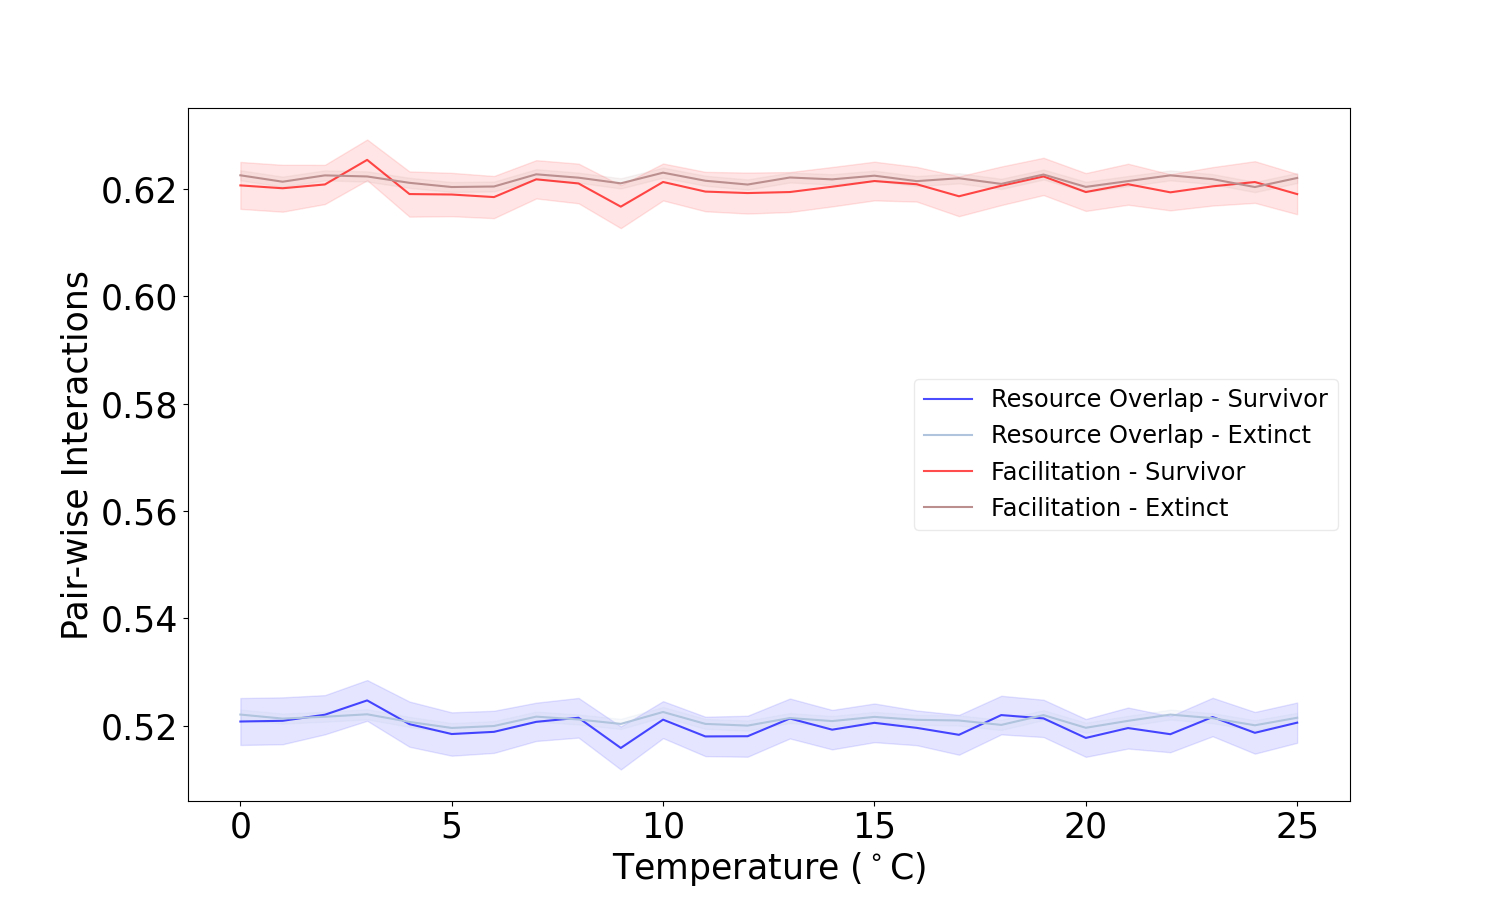 0.62
0.60
0.58
0.56
0.54
0.52
Pair-wise Interactions
Resource Overlap - Survivor
Resource Overlap - Extinct
Facilitation - Survivor
Facilitation - Extinct
0 5 10 15 20 25
Temperature (°C)